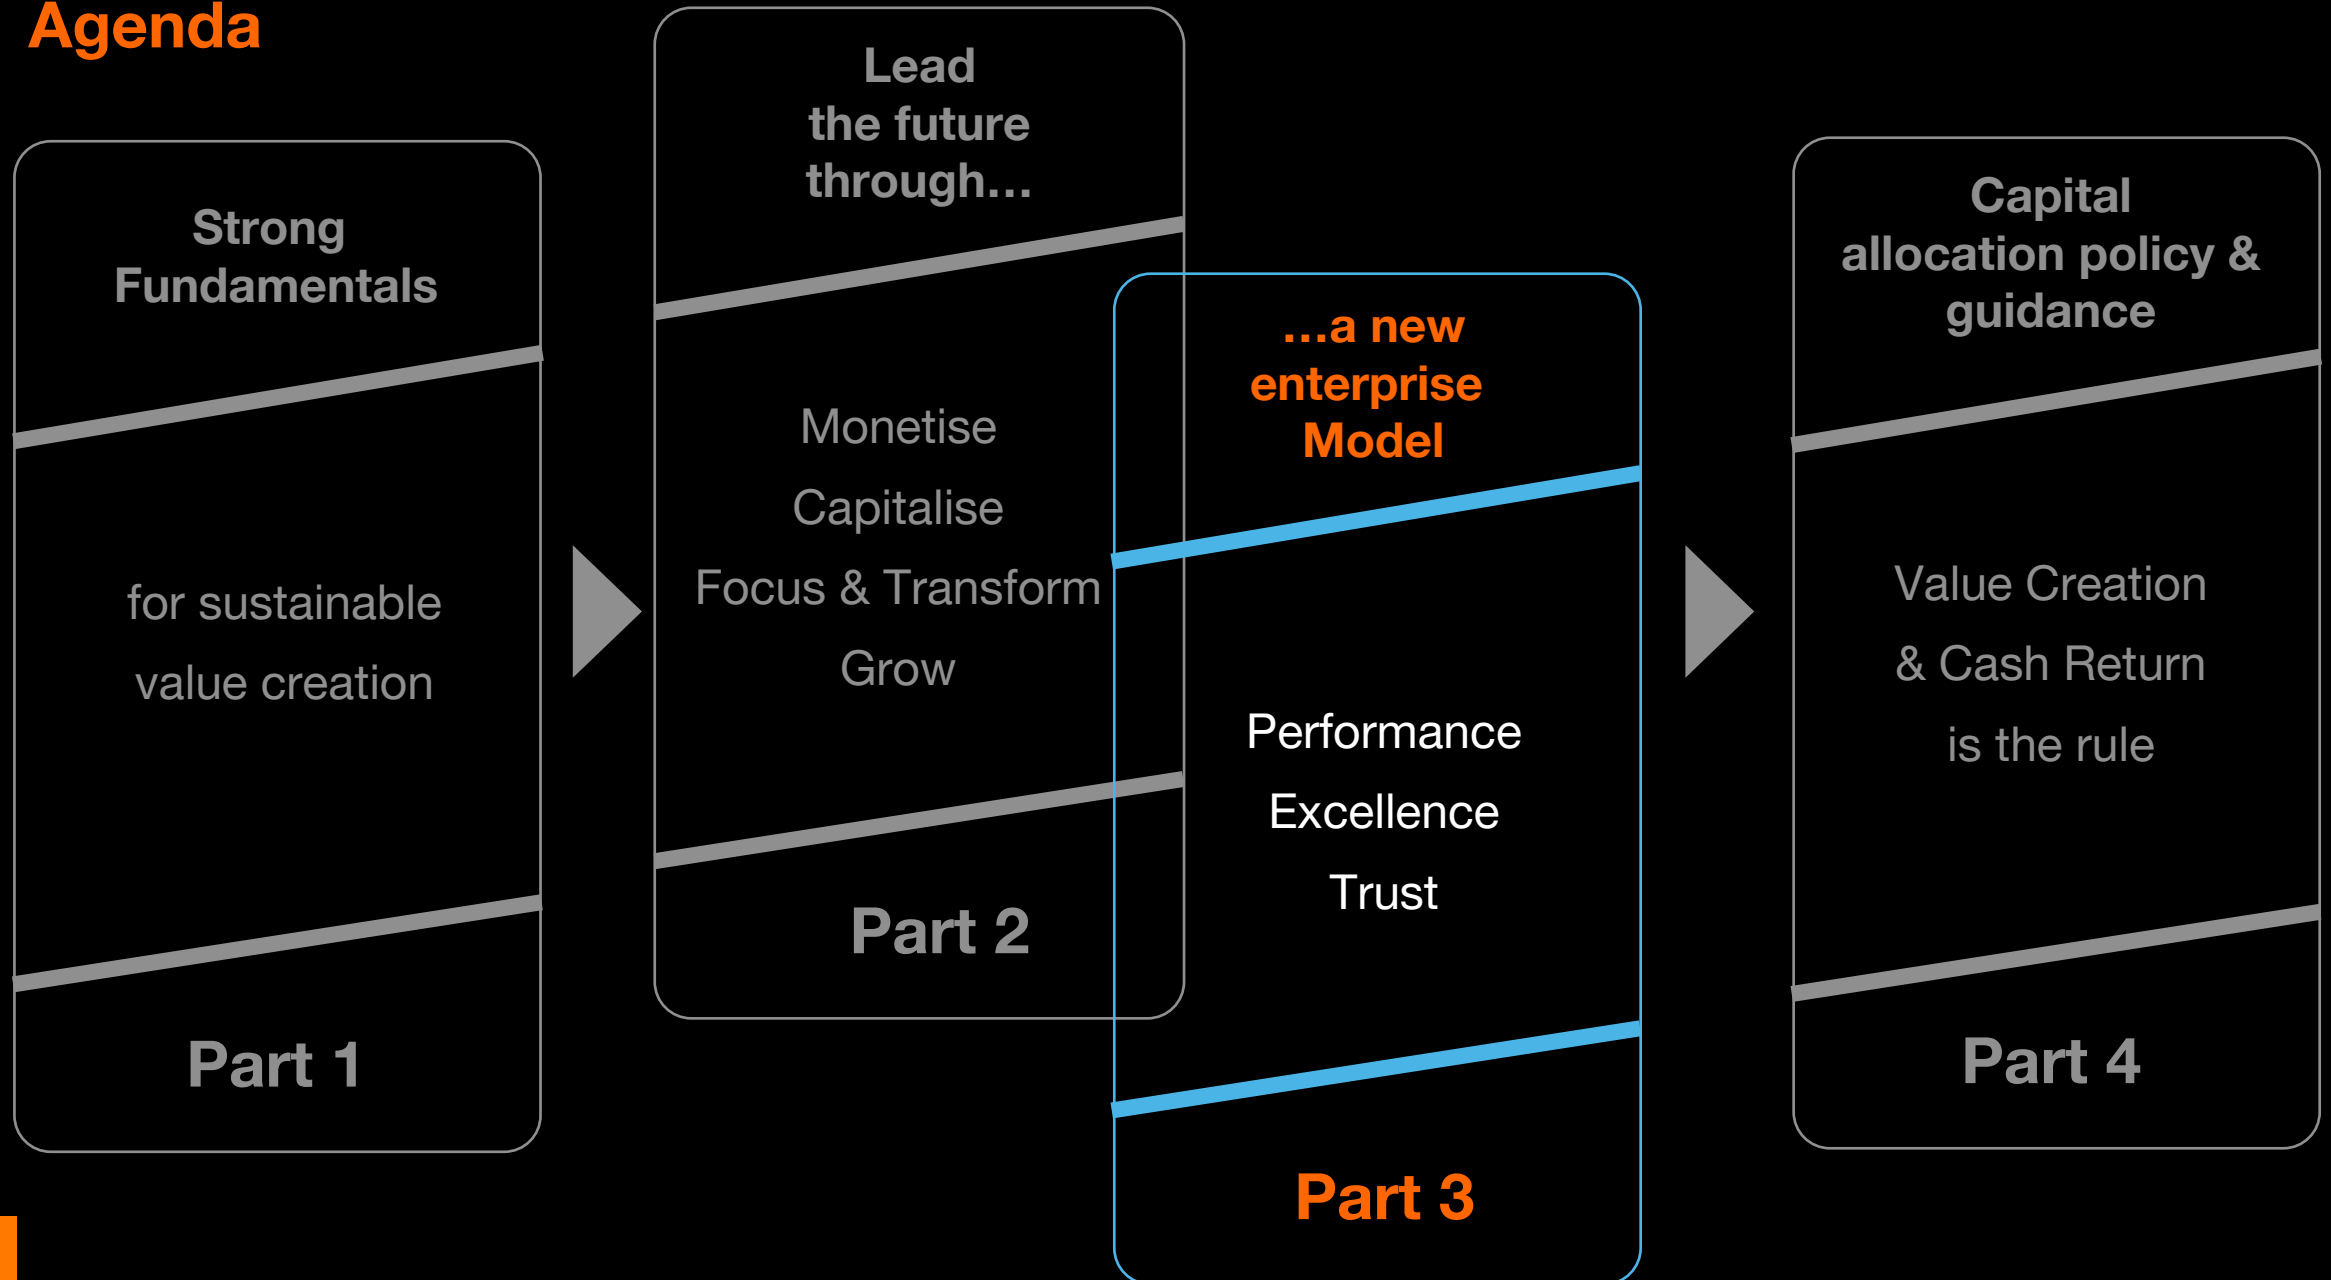 Agenda
Strong
Fundamentals
for sustainable
value creation
Part 1
Lead
the future
through…
Monetise
Capitalise
Focus & Transform
Grow
Part 2
…a new
enterprise
Model
Performance
Excellence
Trust
Part 3
Capital
allocation policy &
guidance
Value Creation
& Cash Return
is the rule
Part 4